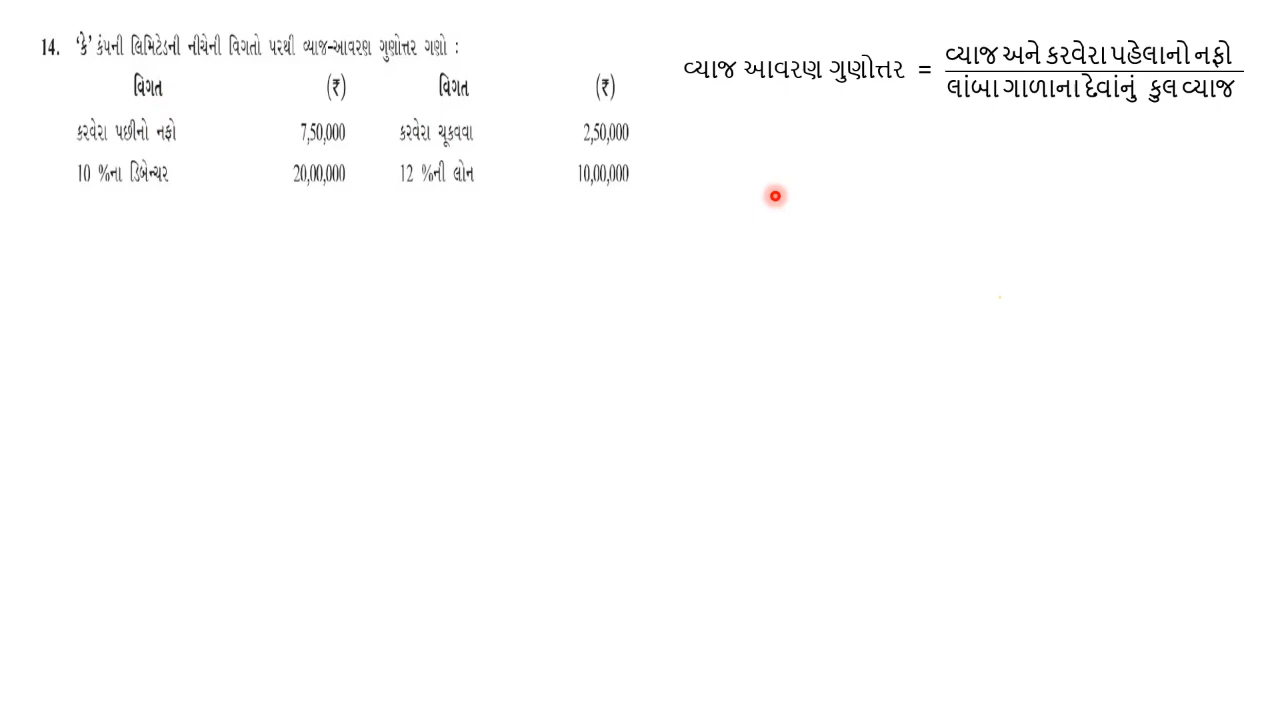 14. 'કે' કંપની લિમિટેડની નીચેની વિગતો પરથી વ્યાજ-આવરણ ગુણોત્તર ગણો :
વિગત (₹) વિગત (₹)
કરવેરા પછીનો નફો 7,50,000 કરવેરા ચૂકવવા 2,50,000
10 %ના ડિબેન્ચર 20,00,000 12 %ની લોન 10,00,000
વ્યાજ આવરણ ગુણોત્તર = વ્યાજ અને કરવેરા પહેલાનો નફો
લાંબા ગાળાના દેવાંનું કુલ વ્યાજ